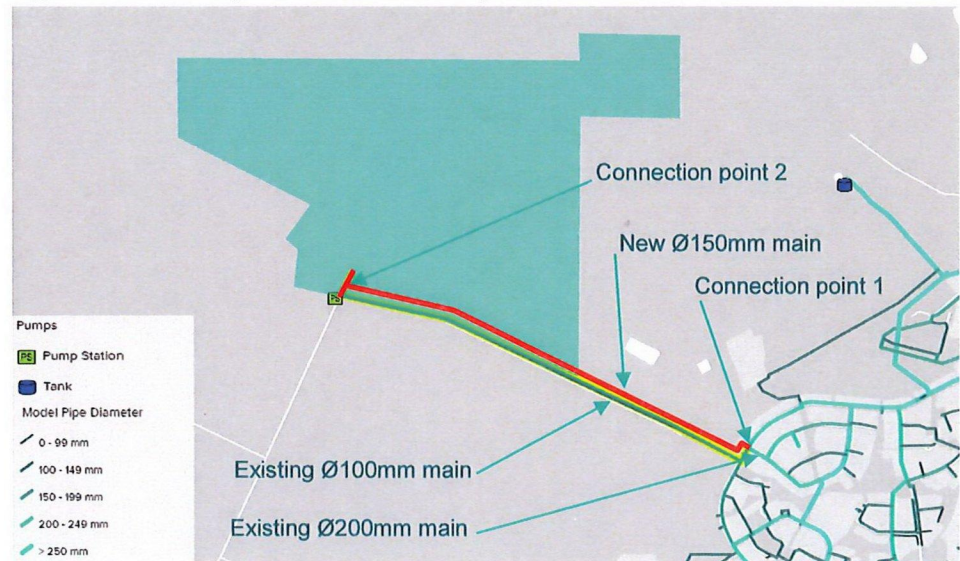 Connection point 2
New Ø150mm main
Connection point 1
Existing Ø100mm main
Existing Ø200mm main
PS
Pumps
PS Pump Station
Tank
Model Pipe Diameter
0 - 99 mm
100 - 149 mm
150 - 199 mm
200 - 249 mm
> 250 mm